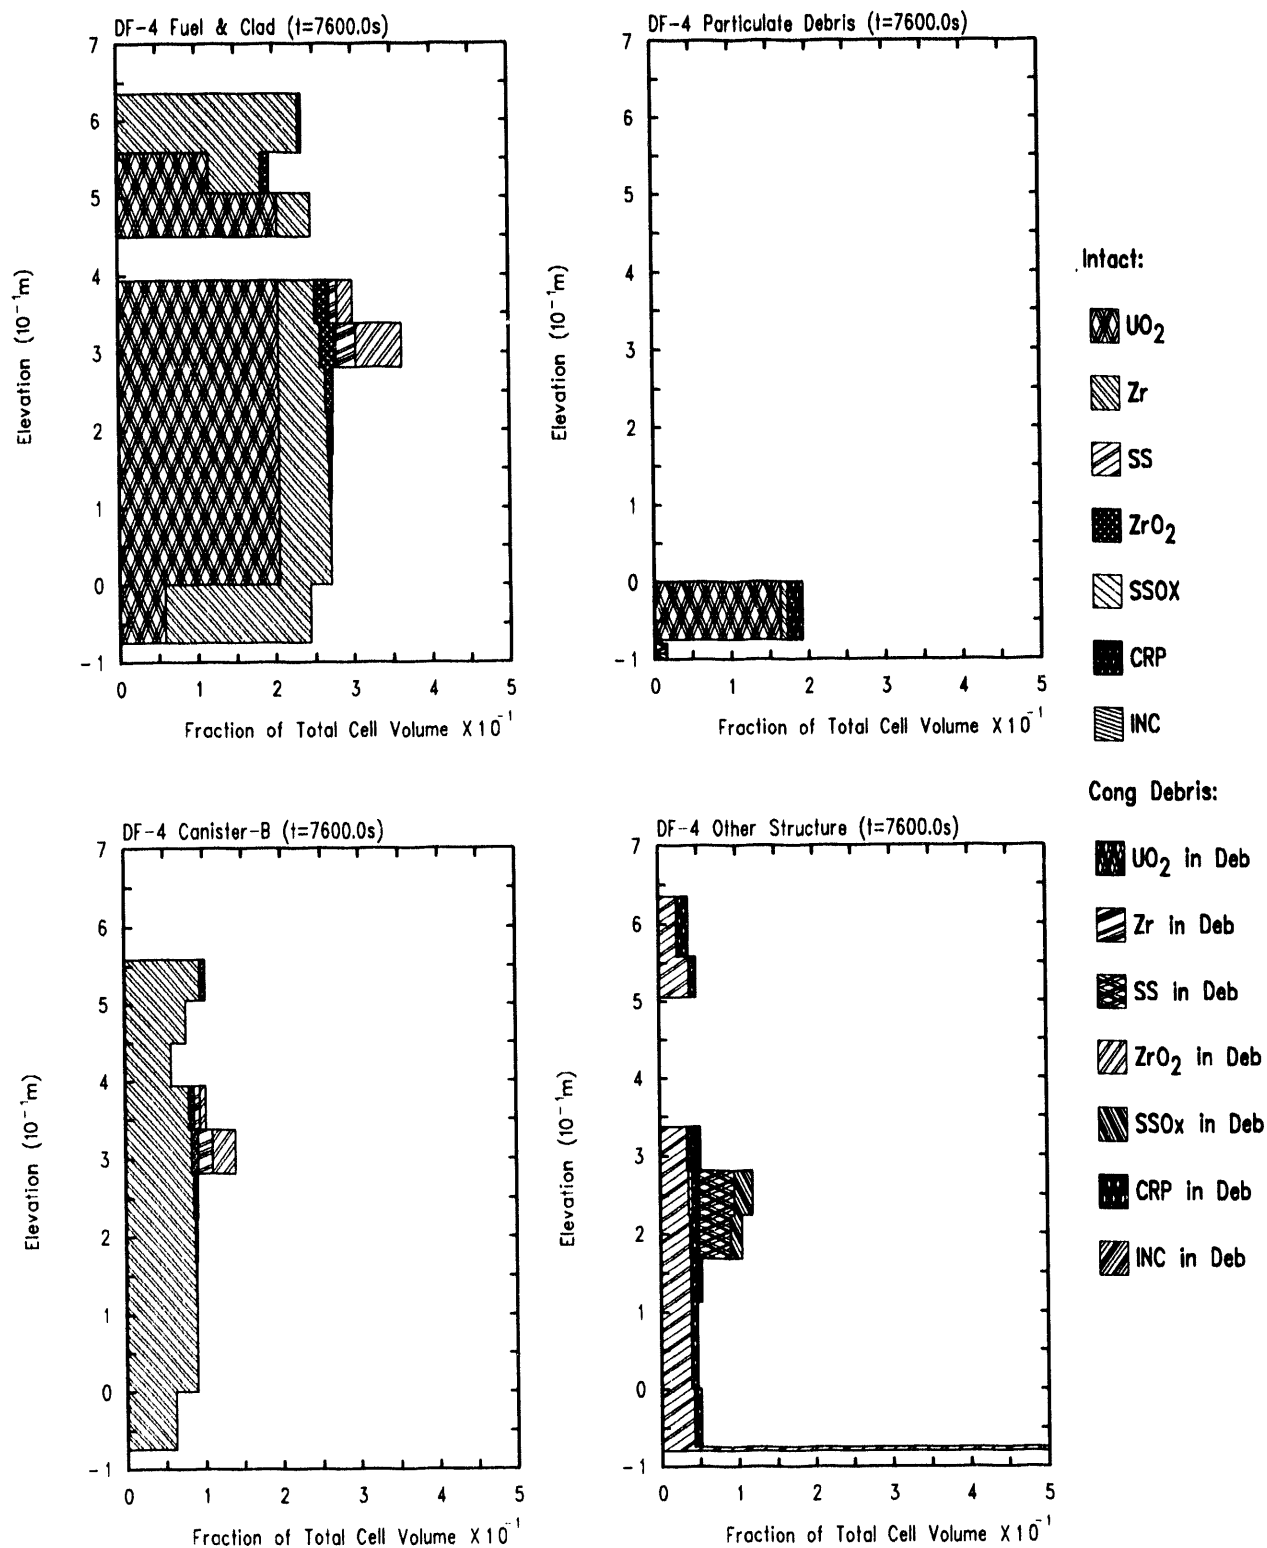 DF-4 Fuel & Clad (t=7600.0s)
7
6
5
4
3
2
1
0
-1
Elevation (10⁻¹m)
0 1 2 3 4 5
Fraction of Total Cell Volume X10⁻¹
DF-4 Particulate Debris (t=7600.0s)
7
6
5
4
3
2
1
0
-1
Elevation (10⁻¹m)
0 1 2 3 4 5
Fraction of Total Cell Volume X10⁻¹
DF-4 Canister-B (t=7600.0s)
7
6
5
4
3
2
1
0
-1
Elevation (10⁻¹m)
0 1 2 3 4 5
Fraction of Total Cell Volume X10⁻¹
DF-4 Other Structure (t=7600.0s)
7
6
5
4
3
2
1
0
-1
Elevation (10⁻¹m)
0 1 2 3 4 5
Fraction of Total Cell Volume X10⁻¹
Intact:
UO₂
Zr
SS
ZrO₂
SSOX
CRP
INC
Cong Debris:
UO₂ in Deb
Zr in Deb
SS in Deb
ZrO₂ in Deb
SSOx in Deb
CRP in Deb
INC in Deb